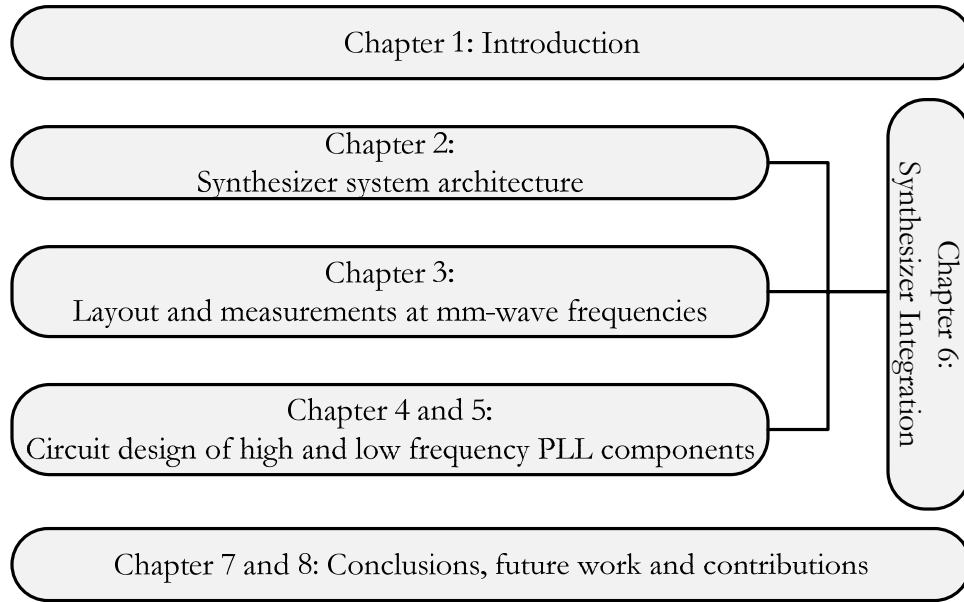 Chapter 1: Introduction
Chapter 2:
Synthesizer system architecture
Chapter 3:
Layout and measurements at mm-wave frequencies
Chapter 4 and 5:
Circuit design of high and low frequency PLL components
Chapter 6:
Synthesizer Integration
Chapter 7 and 8: Conclusions, future work and contributions